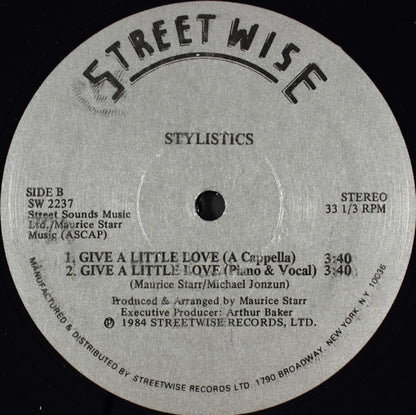 STREETWISE
STYLISTICS
SIDE B
SW 2237
Street Sounds Music
Ltd./Maurice Starr
Music (ASCAP)
STEREO
33 1/3 RPM
1. GIVE A LITTLE LOVE (A Cappella) 3:40
2. GIVE A LITTLE LOVE (Piano & Vocal) 3:40
(Maurice Starr/Michael Jonzun)
Produced & Arranged by Maurice Starr
Executive Producer: Arthur Baker
℗ 1984 STREETWISE RECORDS, LTD.
MANUFACTURED & DISTRIBUTED BY STREETWISE RECORDS LTD. 1790 BROADWAY, NEW YORK, NY 10036